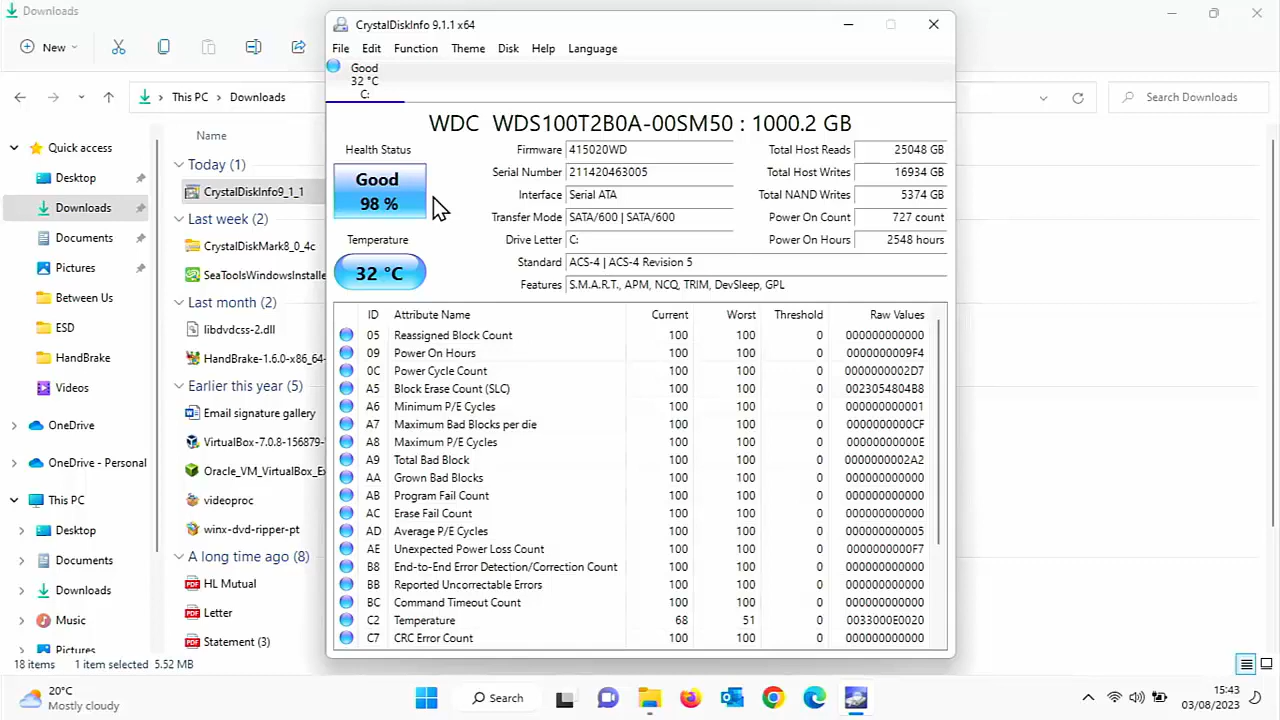 Downloads
New
This PC > Downloads
Search Downloads
Quick access
Desktop
Downloads
Documents
Pictures
Between Us
ESD
HandBrake
Videos
OneDrive
OneDrive - Personal
This PC
Desktop
Documents
Downloads
Music
Pictures
Name
Today (1)
CrystalDiskInfo9_1_1
Last week (2)
CrystalDiskMark8_0_4c
SeaToolsWindowsInstalle
Last month (2)
libdvdcss-2.dll
HandBrake-1.6.0-x86_64-
Earlier this year (5)
Email signature gallery
VirtualBox-7.0.8-156879-
Oracle_VM_VirtualBox_Ex
videoproc
winx-dvd-ripper-pt
A long time ago (8)
HL Mutual
Letter
Statement (3)
18 items 1 item selected 5.52 MB
CrystalDiskInfo 9.1.1 x64
File Edit Function Theme Disk Help Language
Good
32 °C
C:
WDC WDS100T2B0A-00SM50 : 1000.2 GB
Health Status
Good
98 %
Temperature
32 °C
Firmware 415020WD
Serial Number 211420463005
Interface Serial ATA
Transfer Mode SATA/600 | SATA/600
Drive Letter C:
Standard ACS-4 | ACS-4 Revision 5
Features S.M.A.R.T., APM, NCQ, TRIM, DevSleep, GPL
Total Host Reads 25048 GB
Total Host Writes 16934 GB
Total NAND Writes 5374 GB
Power On Count 727 count
Power On Hours 2548 hours
ID Attribute Name Current Worst Threshold Raw Values
05 Reassigned Block Count 100 100 0 000000000000
09 Power On Hours 100 100 0 0000000009F4
0C Power Cycle Count 100 100 0 0000000002D7
A5 Block Erase Count (SLC) 100 100 0 0023054804B8
A6 Minimum P/E Cycles 100 100 0 000000000001
A7 Maximum Bad Blocks per die 100 100 0 0000000000CF
A8 Maximum P/E Cycles 100 100 0 00000000000E
A9 Total Bad Block 100 100 0 0000000002A2
AA Grown Bad Blocks 100 100 0 000000000000
AB Program Fail Count 100 100 0 000000000000
AC Erase Fail Count 100 100 0 000000000000
AD Average P/E Cycles 100 100 0 000000000005
AE Unexpected Power Loss Count 100 100 0 0000000000F7
B8 End-to-End Error Detection/Correction Count 100 100 0 000000000000
BB Reported Uncorrectable Errors 100 100 0 000000000000
BC Command Timeout Count 100 100 0 000000000000
C2 Temperature 68 51 0 0033000E0020
C7 CRC Error Count 100 100 0 000000000000
20°C
Mostly cloudy
Search
15:43
03/08/2023